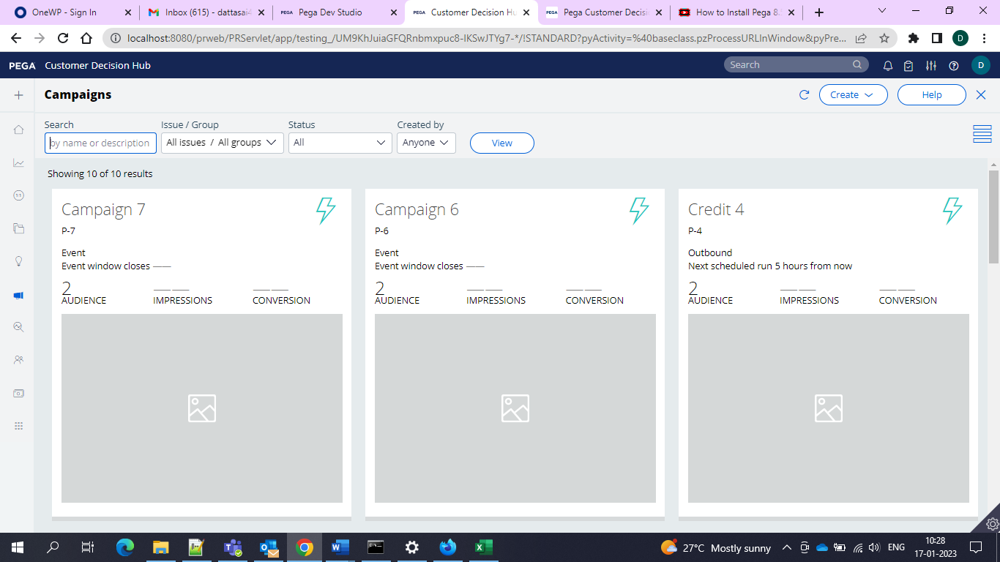 OneWP - Sign In
Inbox (615) - dattasai4
Pega Dev Studio
Customer Decision Hu
Pega Customer Decisi
How to Install Pega 8.
localhost:8080/prweb/PRServlet/app/testing_/UM9KhJuiaGFQRnbmxpuc8-IKSwJTYg7-*/!STANDARD?pyActivity=%40baseclass.pzProcessURLInWindow&pyPre...
D
PEGA Customer Decision Hub
Search
D
Campaigns
Create
Help
Search
Issue / Group
Status
Created by
by name or description
All issues / All groups
All
Anyone
View
Showing 10 of 10 results
Campaign 7
P-7
Event
Event window closes ——
2
AUDIENCE
IMPRESSIONS
CONVERSION
Campaign 6
P-6
Event
Event window closes ——
2
AUDIENCE
IMPRESSIONS
CONVERSION
Credit 4
P-4
Outbound
Next scheduled run 5 hours from now
2
AUDIENCE
IMPRESSIONS
CONVERSION
27°C Mostly sunny
ENG
10:28
17-01-2023